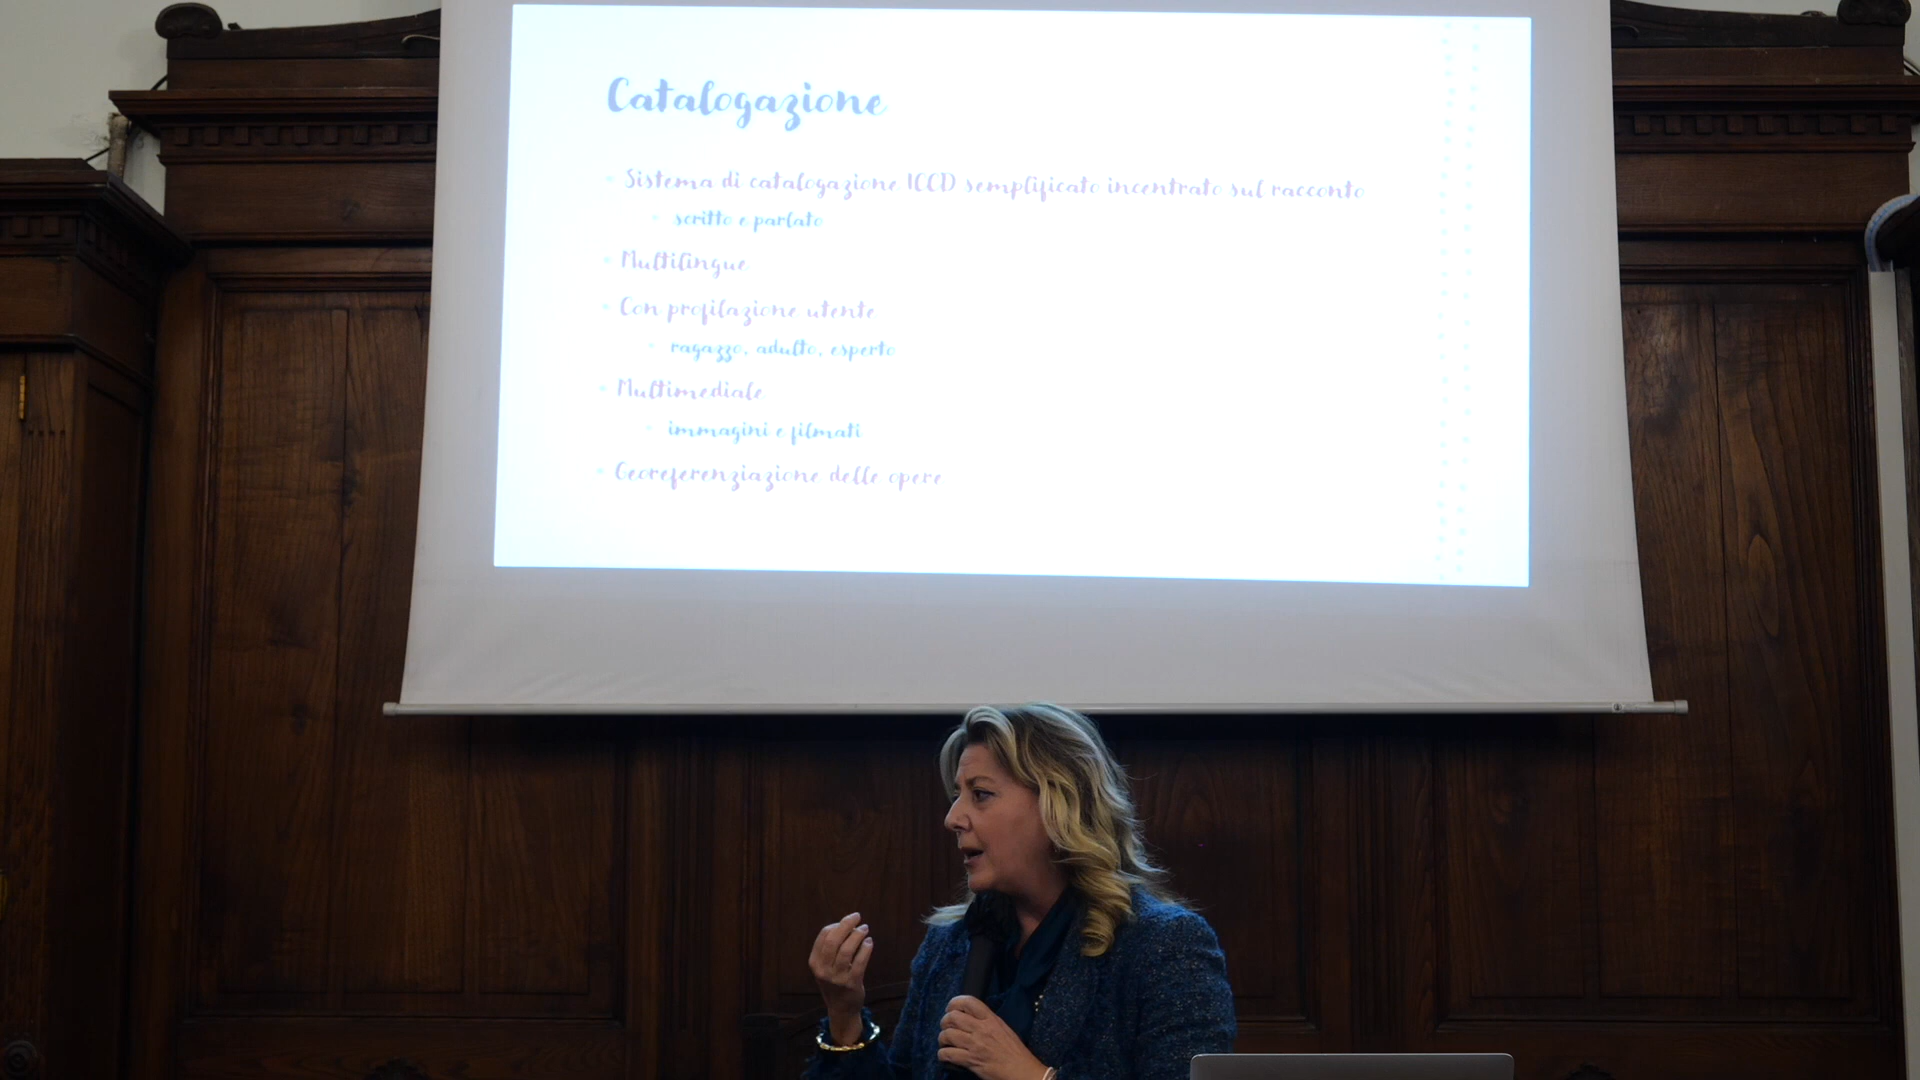 Catalogazione
Sistema di catalogazione ICCD semplificato incentrato sul racconto
scritto e parlato
Multilingue
Con profilazione utente
ragazzo, adulto, esperto
Multimediale
immagini e filmati
Georeferenziazione delle opere